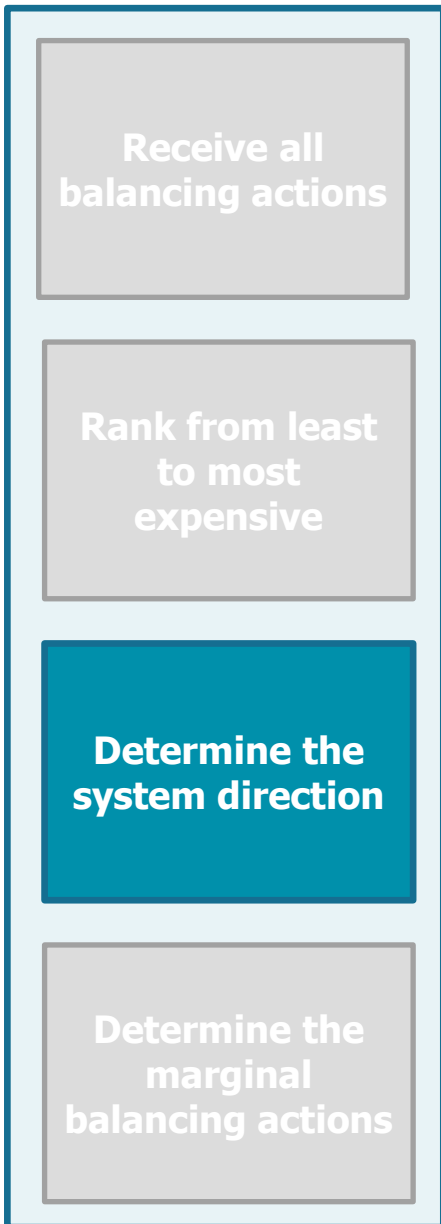 Receive all
balancing actions
Rank from least
to most
expensive
Determine the
system direction
Determine the
marginal
balancing actions